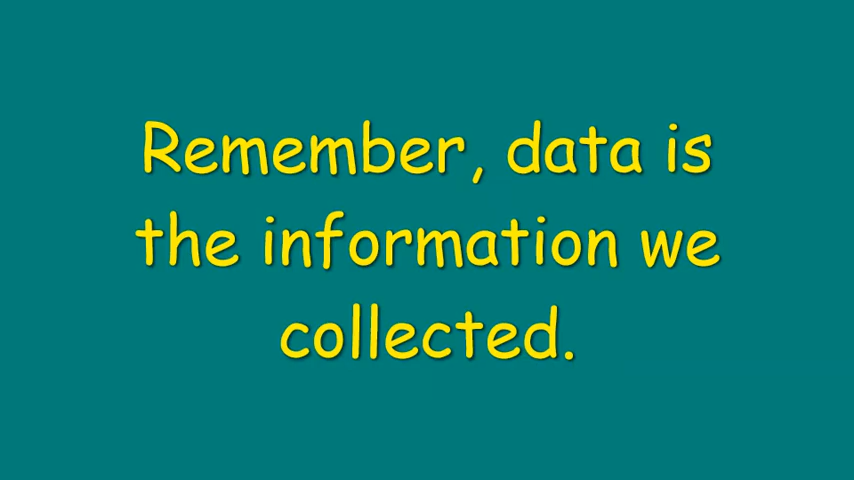 Remember, data is
the information we
collected.